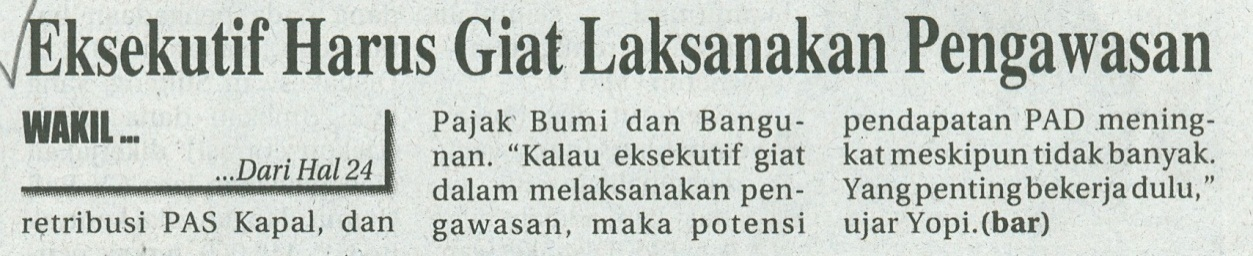 Eksekutif Harus Giat Laksanakan Pengawasan
WAKIL...
...Dari Hal 24
retribusi PAS Kapal, dan
Pajak Bumi dan Bangu-
nan. “Kalau eksekutif giat
dalam melaksanakan pen-
gawasan, maka potensi
pendapatan PAD mening-
kat meskipun tidak banyak.
Yang penting bekerja dulu,”
ujar Yopi.(bar)